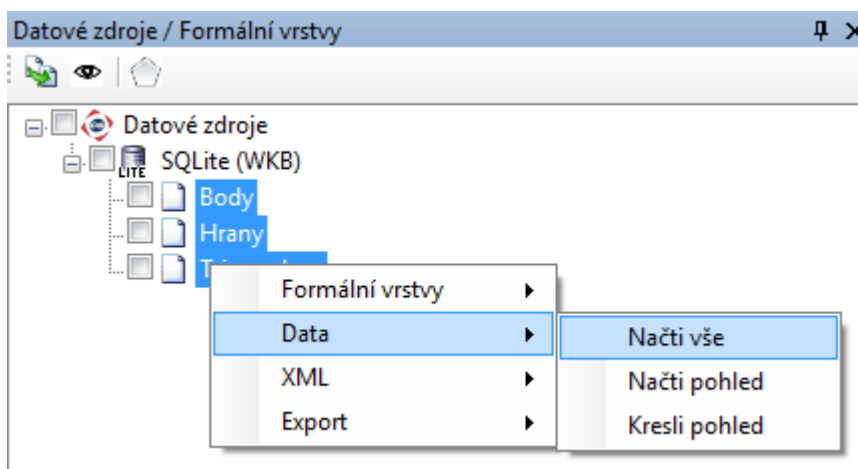 Datové zdroje / Formální vrstvy
Datové zdroje
LITE
SQLite (WKB)
Body
Hrany
Formální vrstvy
Data
Načti vše
XML
Načti pohled
Export
Kresli pohled